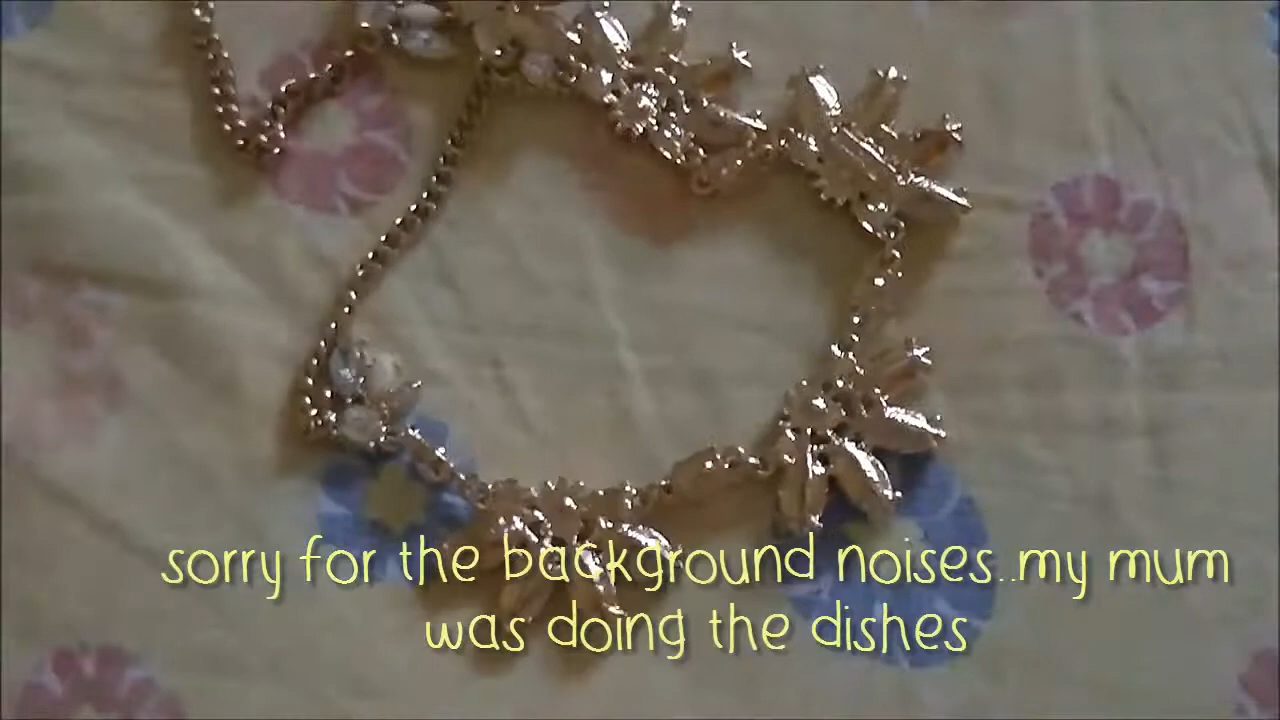 sorry for the background noises..my mum
was doing the dishes